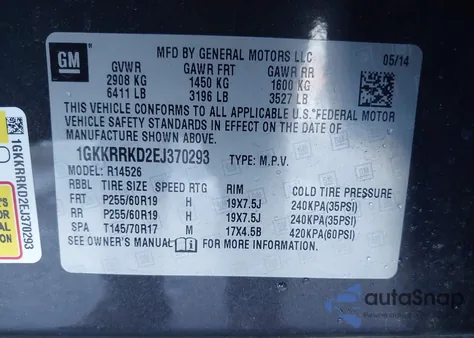 GM
MFD BY GENERAL MOTORS LLC 05/14
GVWR GAWR FRT GAWR RR
2908 KG 1450 KG 1600 KG
6411 LB 3196 LB 3527 LB
THIS VEHICLE CONFORMS TO ALL APPLICABLE U.S. FEDERAL MOTOR
VEHICLE SAFETY STANDARDS IN EFFECT ON THE DATE OF
MANUFACTURE SHOWN ABOVE.
1GKKRRKD2EJ370293 TYPE: M.P.V.
MODEL: R14526
RBBL TIRE SIZE SPEED RTG RIM COLD TIRE PRESSURE
FRT P255/60R19 H 19X7.5J 240KPA(35PSI)
RR P255/60R19 H 19X7.5J 240KPA(35PSI)
SPA T145/70R17 M 17X4.5B 420KPA(60PSI)
SEE OWNER'S MANUAL FOR MORE INFORMATION
1GKKRRKD2EJ370293
autoSnap